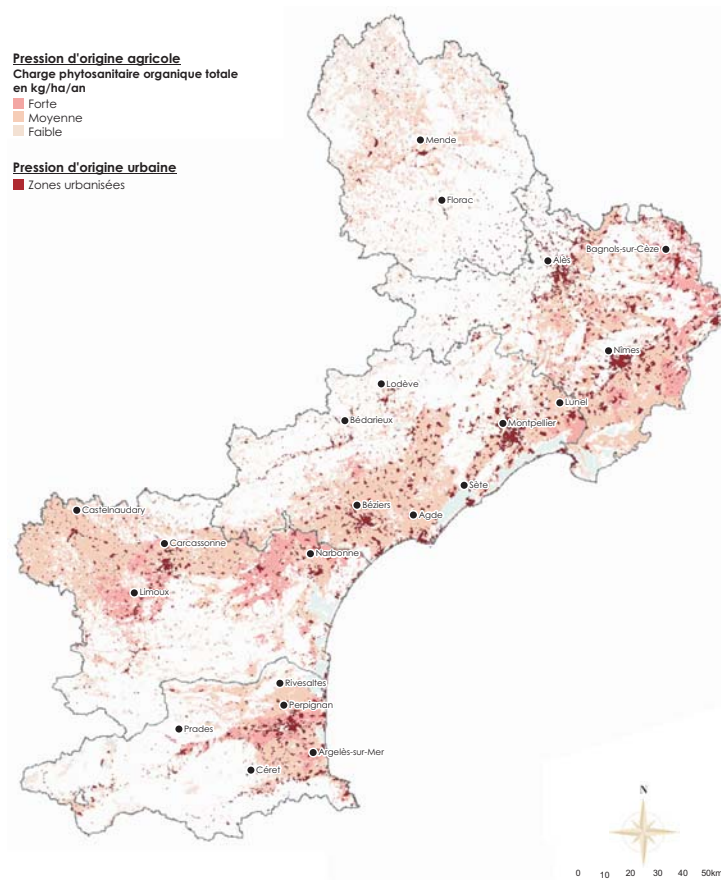 Pression d'origine agricole
Charge phytosanitaire organique totale
en kg/ha/an
Forte
Moyenne
Faible
Pression d'origine urbaine
Zones urbanisées
Mende
Florac
Bagnols-sur-Cèze
Alès
Nîmes
Lodève
Lunel
Bédarieux
Montpellier
Sète
Béziers
Castelnaudary
Agde
Carcassonne
Narbonne
Limoux
Rivesaltes
Perpignan
Prades
Argelès-sur-Mer
Céret
N
0 10 20 30 40 50km